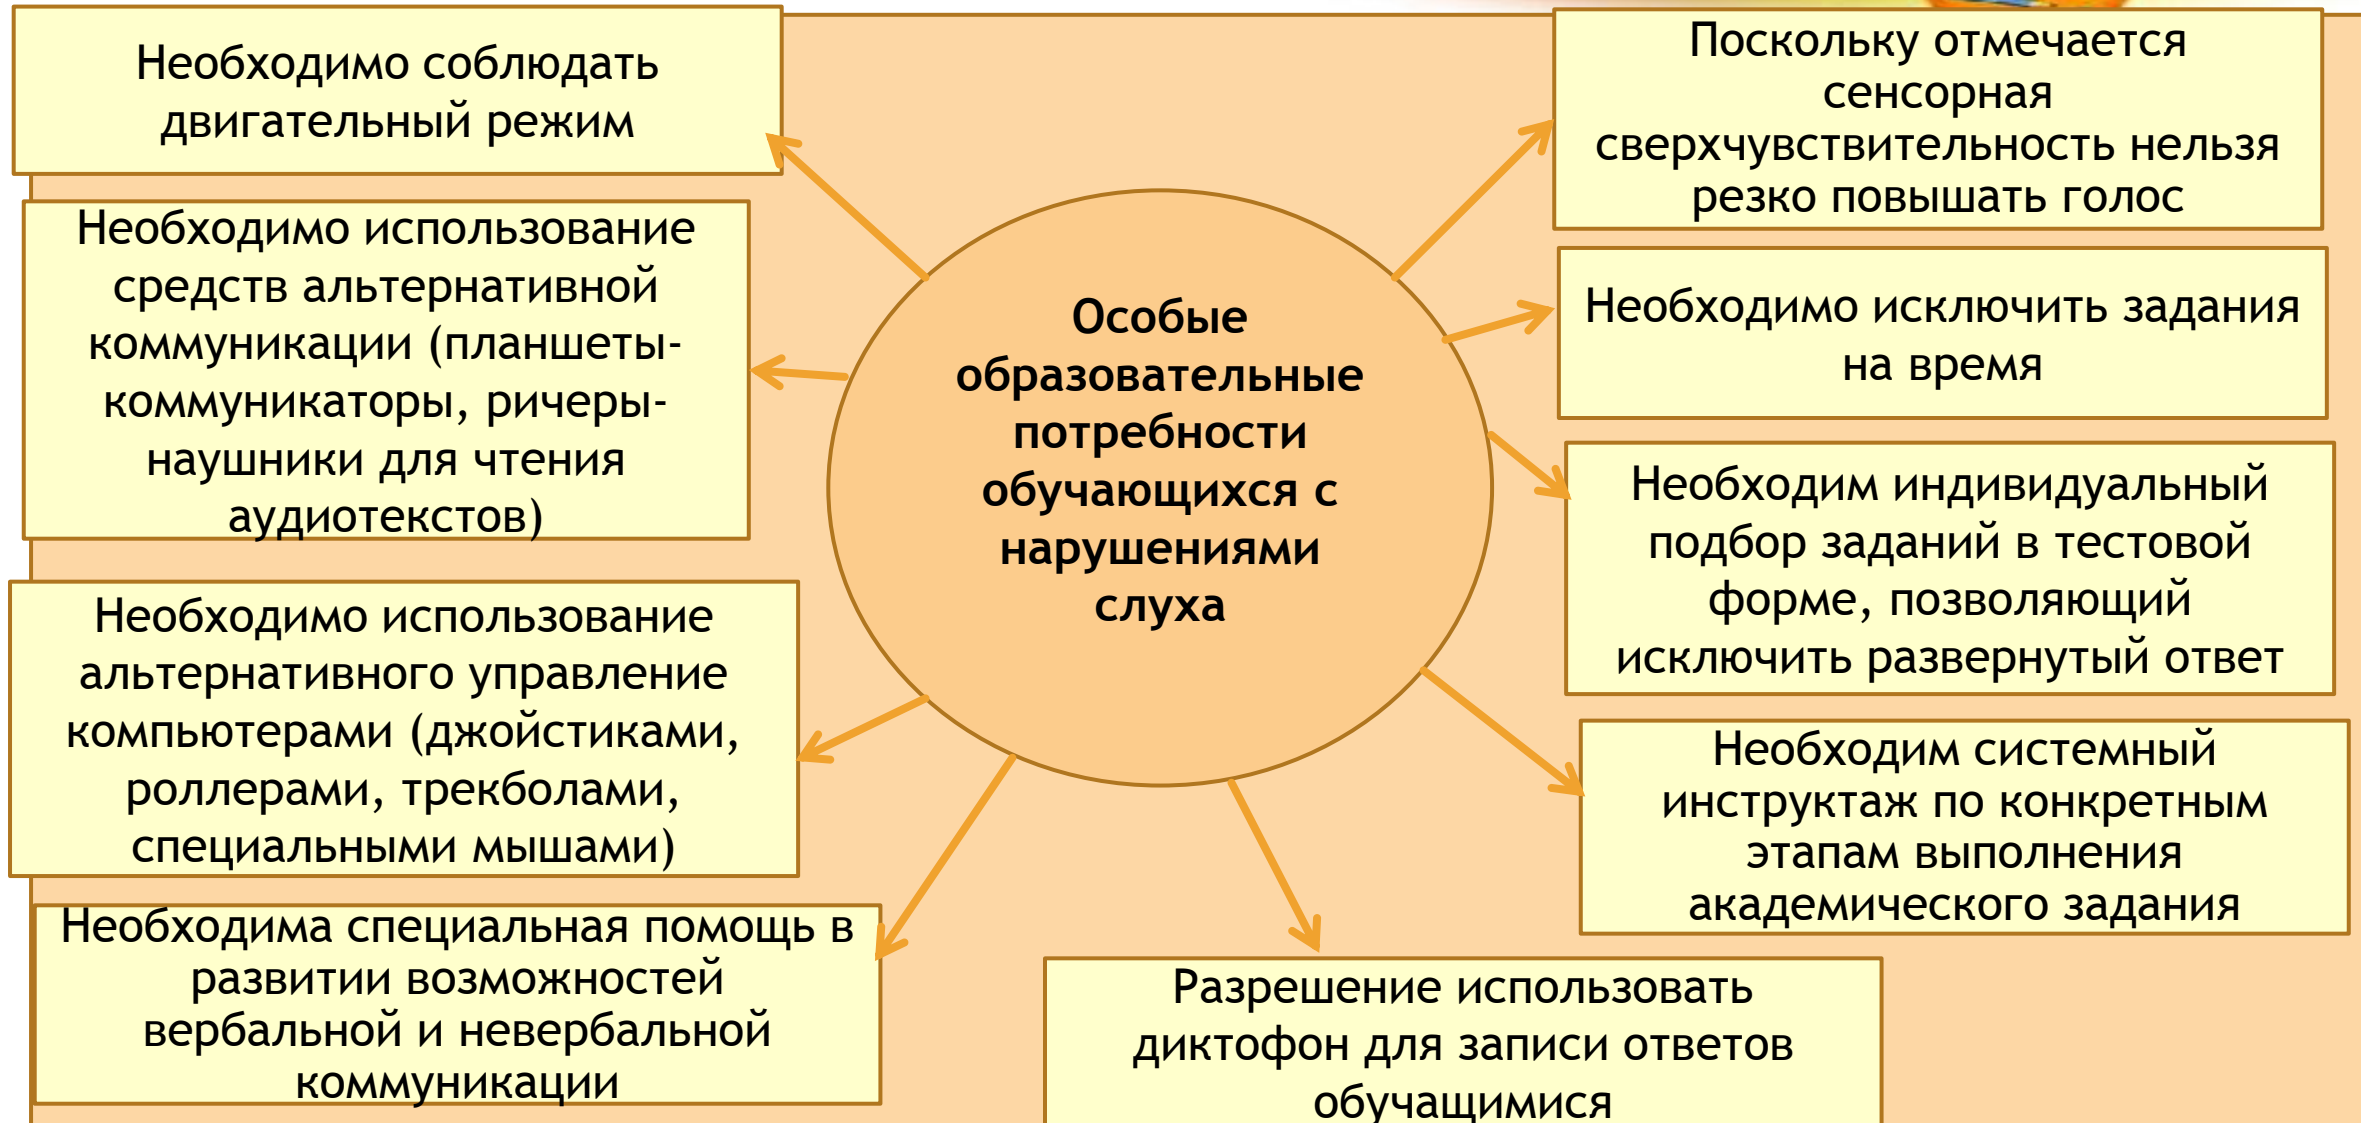 Необходимо соблюдать
двигательный режим
Необходимо использование
средств альтернативной
коммуникации (планшеты-
коммуникаторы, ричеры-
наушники для чтения
аудиотекстов)
Необходимо использование
альтернативного управление
компьютерами (джойстиками,
роллерами, трекболами,
специальными мышами)
Необходима специальная помощь в
развитии возможностей
вербальной и невербальной
коммуникации
Особые
образовательные
потребности
обучающихся с
нарушениями
слуха
Разрешение использовать
диктофон для записи ответов
обучащимися
Поскольку отмечается
сенсорная
сверхчувствительность нельзя
резко повышать голос
Необходимо исключить задания
на время
Необходим индивидуальный
подбор заданий в тестовой
форме, позволяющий
исключить развернутый ответ
Необходим системный
инструктаж по конкретным
этапам выполнения
академического задания